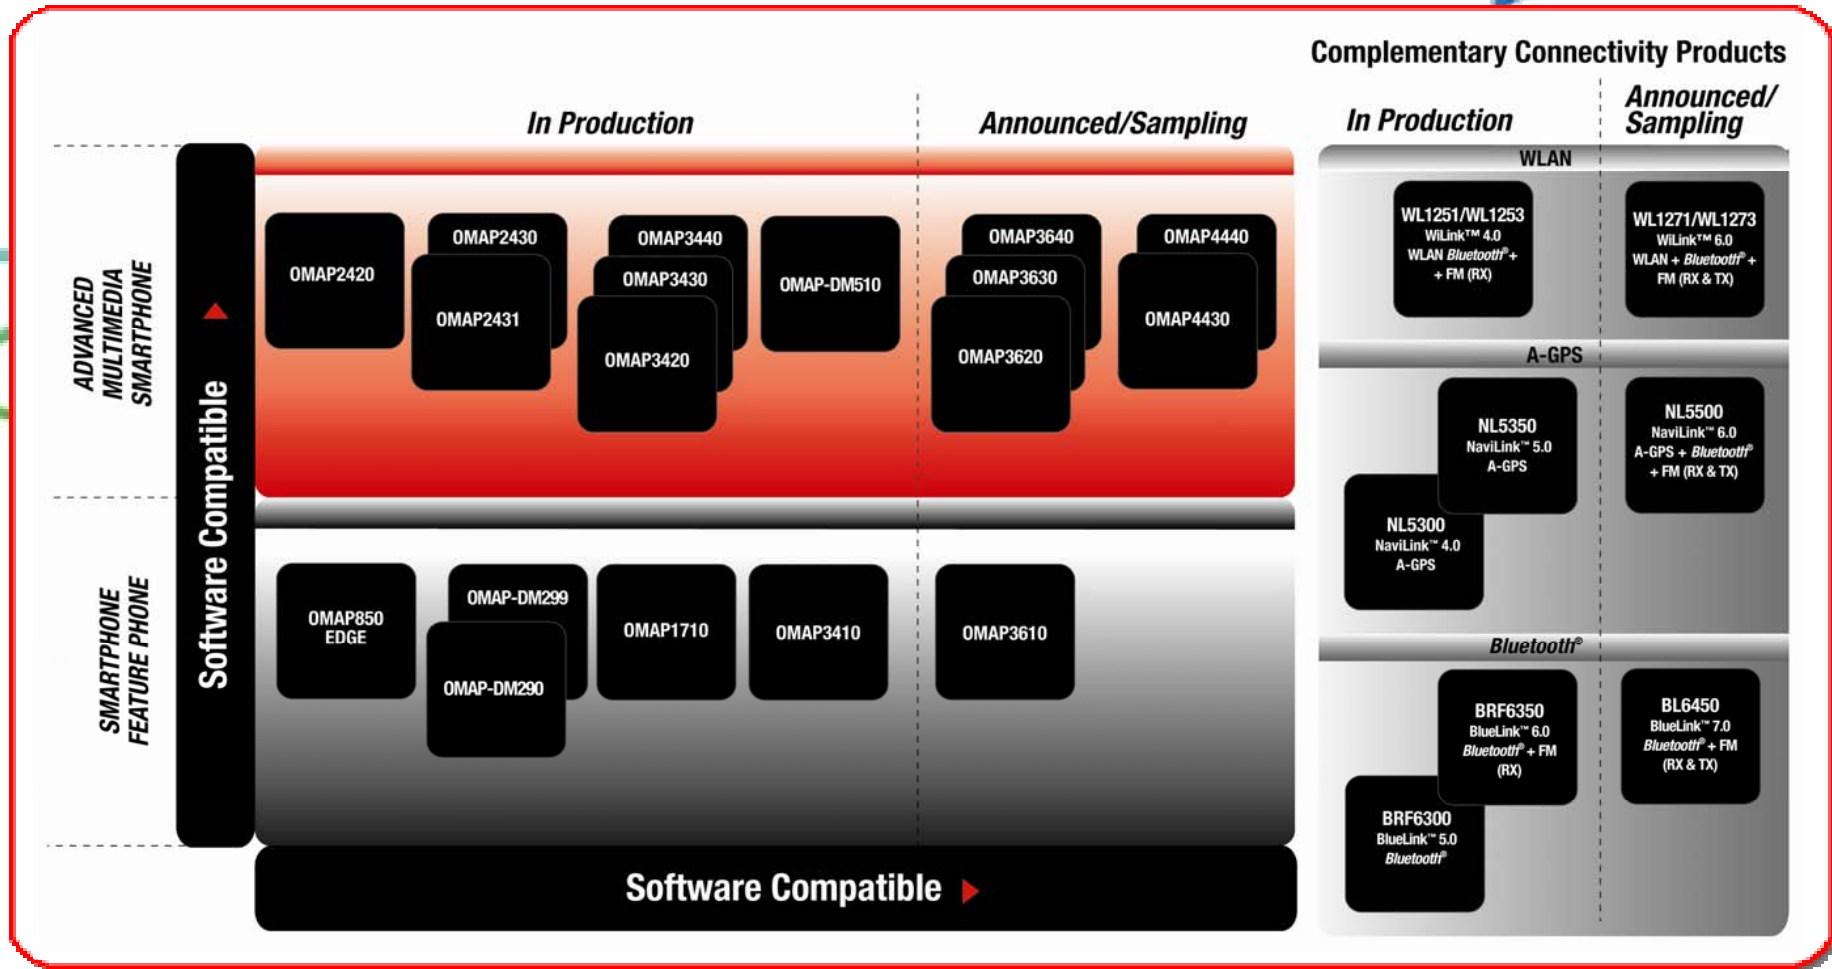 Complementary Connectivity Products
In Production
Announced/Sampling
In Production
Announced/
Sampling
ADVANCED
MULTIMEDIA
SMARTPHONE
SMARTPHONE
FEATURE PHONE
Software Compatible
OMAP2420
OMAP2430
OMAP2431
OMAP3440
OMAP3430
OMAP3420
OMAP-DM510
OMAP3640
OMAP3630
OMAP3620
OMAP4440
OMAP4430
OMAP850
EDGE
OMAP-DM299
OMAP-DM290
OMAP1710
OMAP3410
OMAP3610
Software Compatible
WLAN
WL1251/WL1253
WiLink™ 4.0
WLAN Bluetooth® +
+ FM (RX)
WL1271/WL1273
WiLink™ 6.0
WLAN + Bluetooth® +
FM (RX & TX)
A-GPS
NL5350
NaviLink™ 5.0
A-GPS
NL5300
NaviLink™ 4.0
A-GPS
NL5500
NaviLink™ 6.0
A-GPS + Bluetooth®
+ FM (RX & TX)
Bluetooth®
BRF6350
BlueLink™ 6.0
Bluetooth® + FM
(RX)
BRF6300
BlueLink™ 5.0
Bluetooth®
BL6450
BlueLink™ 7.0
Bluetooth® + FM
(RX & TX)